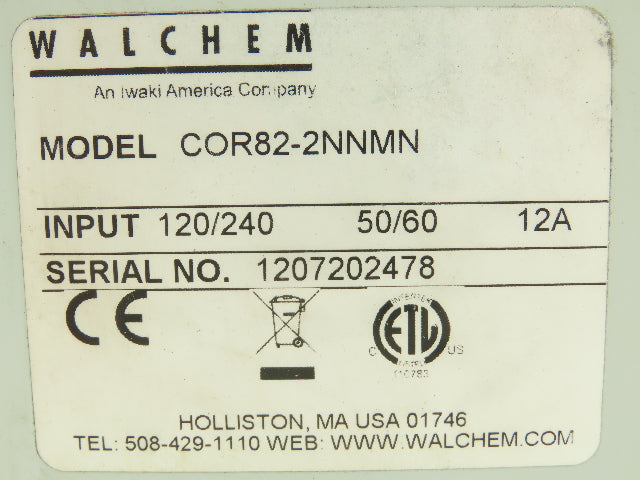 WALCHEM
An Iwaki America Company
MODEL COR82-2NNMN
INPUT 120/240 50/60 12A
SERIAL NO. 1207202478
CE
ETL
C US
HOLLISTON, MA USA 01746
TEL: 508-429-1110 WEB: WWW.WALCHEM.COM